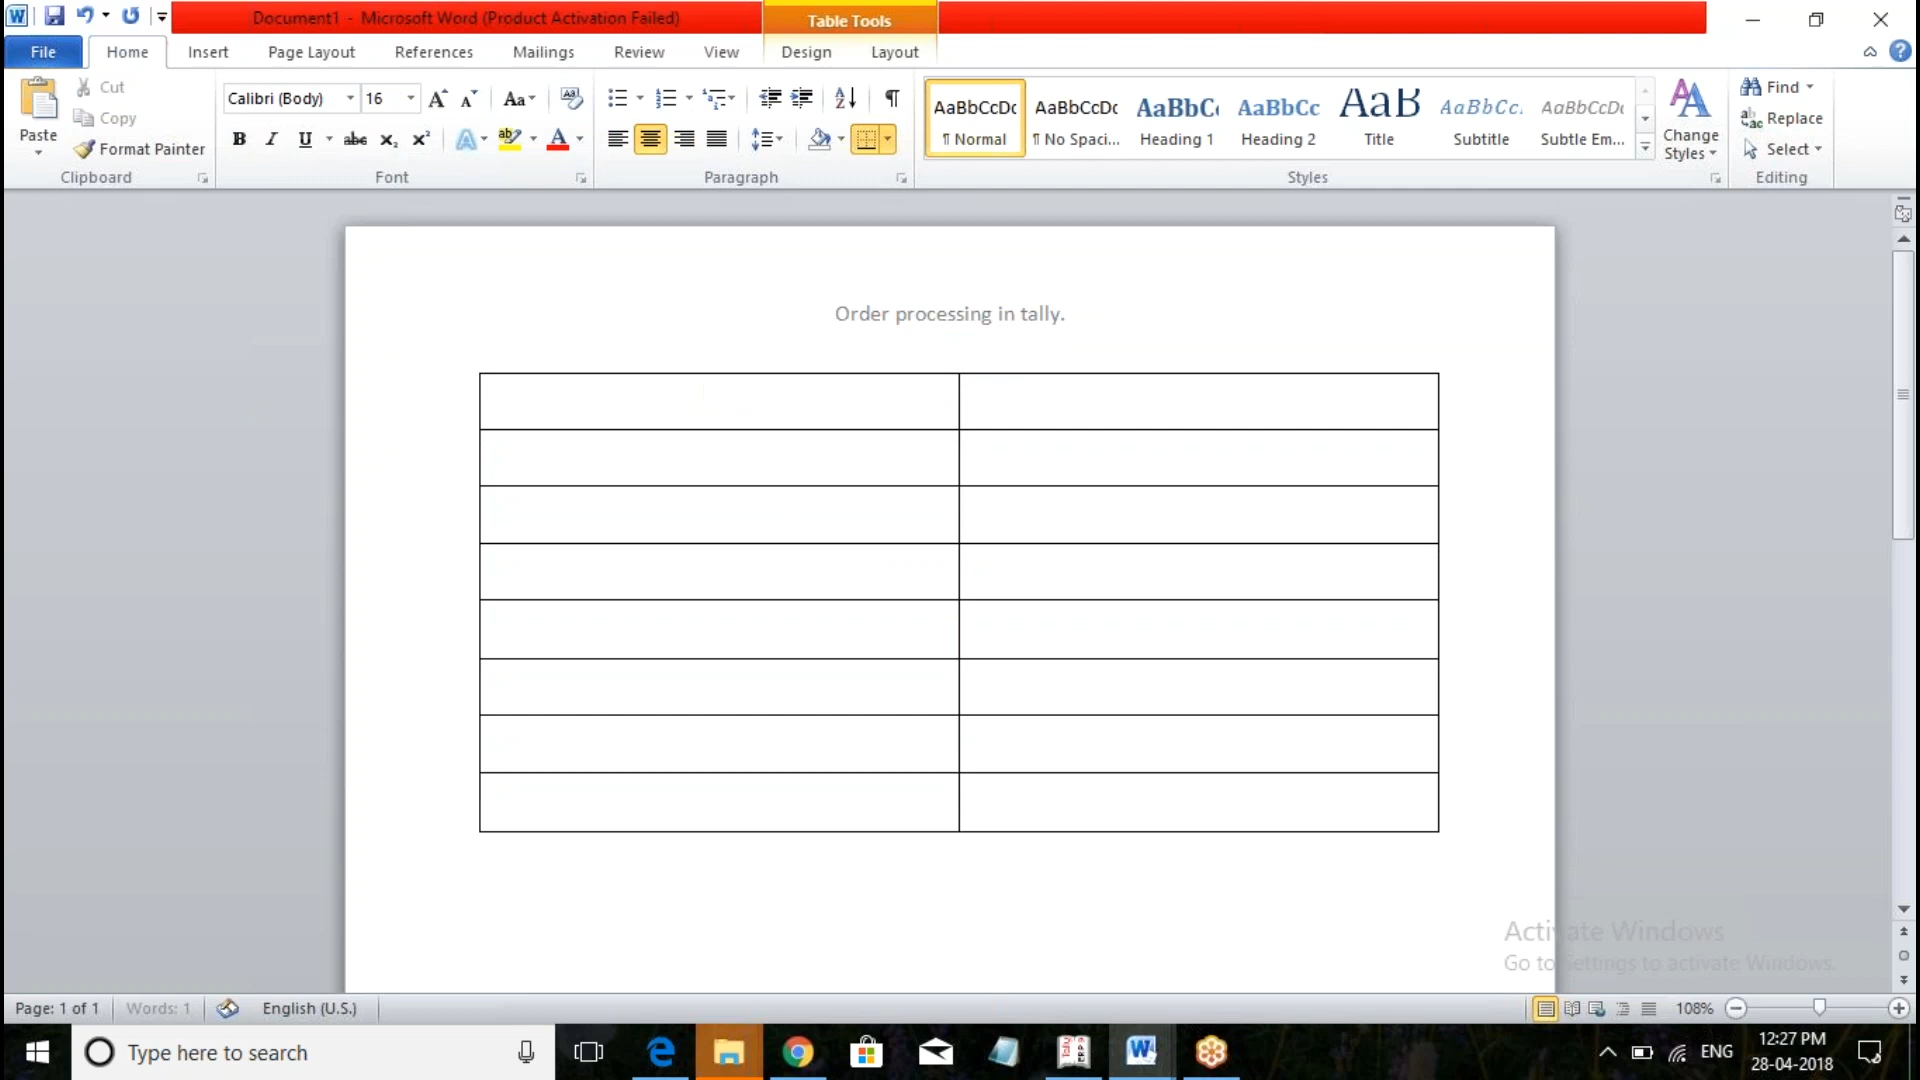 Document1 - Microsoft Word (Product Activation Failed)
Table Tools
File Home Insert Page Layout References Mailings Review View Design Layout
Paste
Cut
Copy
Format Painter
Clipboard
Calibri (Body) 16
Font
Paragraph
AaBbCcDc AaBbCcDc AaBbC AaBbCc AaB AaBbCc. AaBbCcDc
¶ Normal ¶ No Spaci... Heading 1 Heading 2 Title Subtitle Subtle Em...
Change
Styles
Styles
Find
Replace
Select
Editing
Order processing in tally.
Activate Windows
Go to Settings to activate Windows.
Page: 1 of 1 Words: 1 English (U.S.) 108%
Type here to search
ENG
12:27 PM
28-04-2018